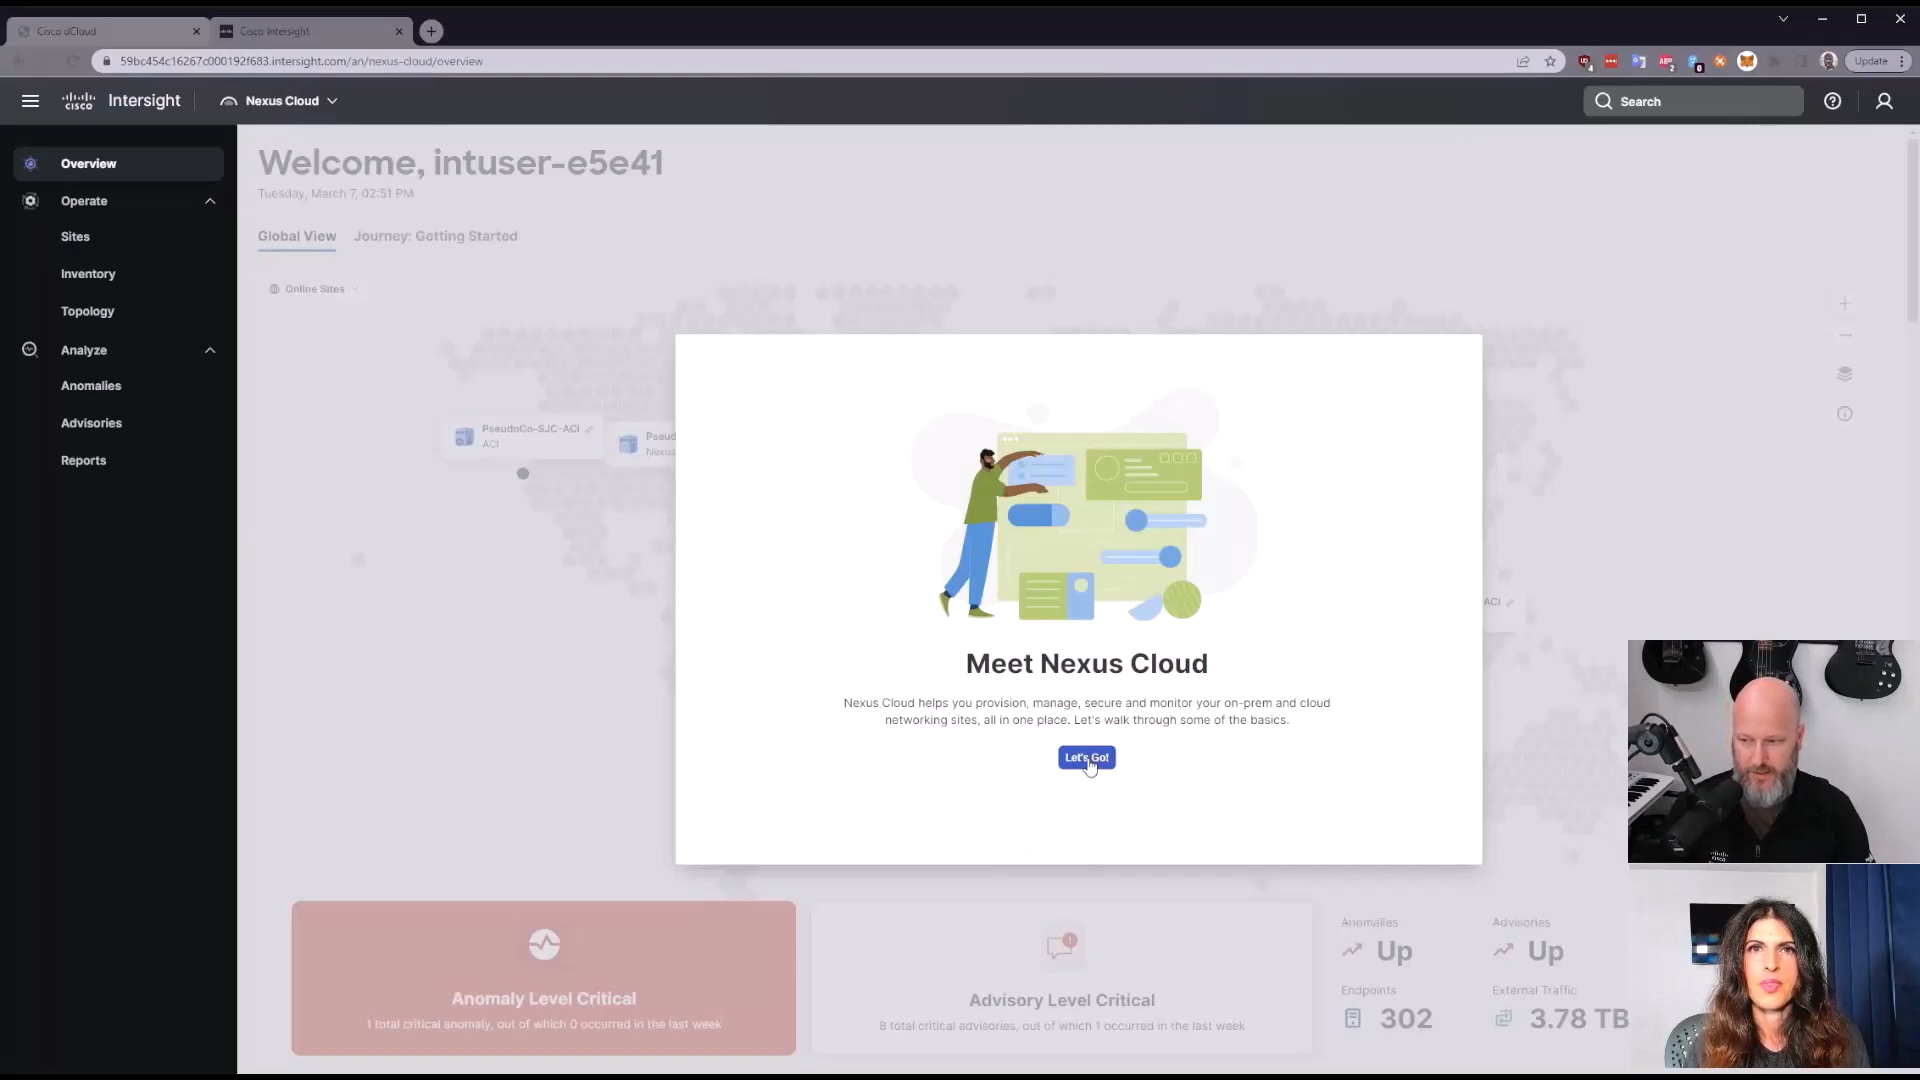 Cisco dCloud
Cisco Intersight
59bc454c16267c000192f683.intersight.com/an/nexus-cloud/overview
Update
CISCO
Intersight
Nexus Cloud
Search
Overview
Operate
Sites
Inventory
Topology
Analyze
Anomalies
Advisories
Reports
Welcome, intuser-e5e41
Tuesday, March 7, 02:51 PM
Global View
Journey: Getting Started
Online Sites
PseudoCo-SJC-ACI
ACI
Pseud
Nexus
ACI
Meet Nexus Cloud
Nexus Cloud helps you provision, manage, secure and monitor your on-prem and cloud
networking sites, all in one place. Let's walk through some of the basics.
Let's Go!
Anomaly Level Critical
1 total critical anomaly, out of which 0 occurred in the last week
Advisory Level Critical
8 total critical advisories, out of which 1 occurred in the last week
Anomalies
Up
Advisories
Up
Endpoints
302
External Traffic
3.78 TB